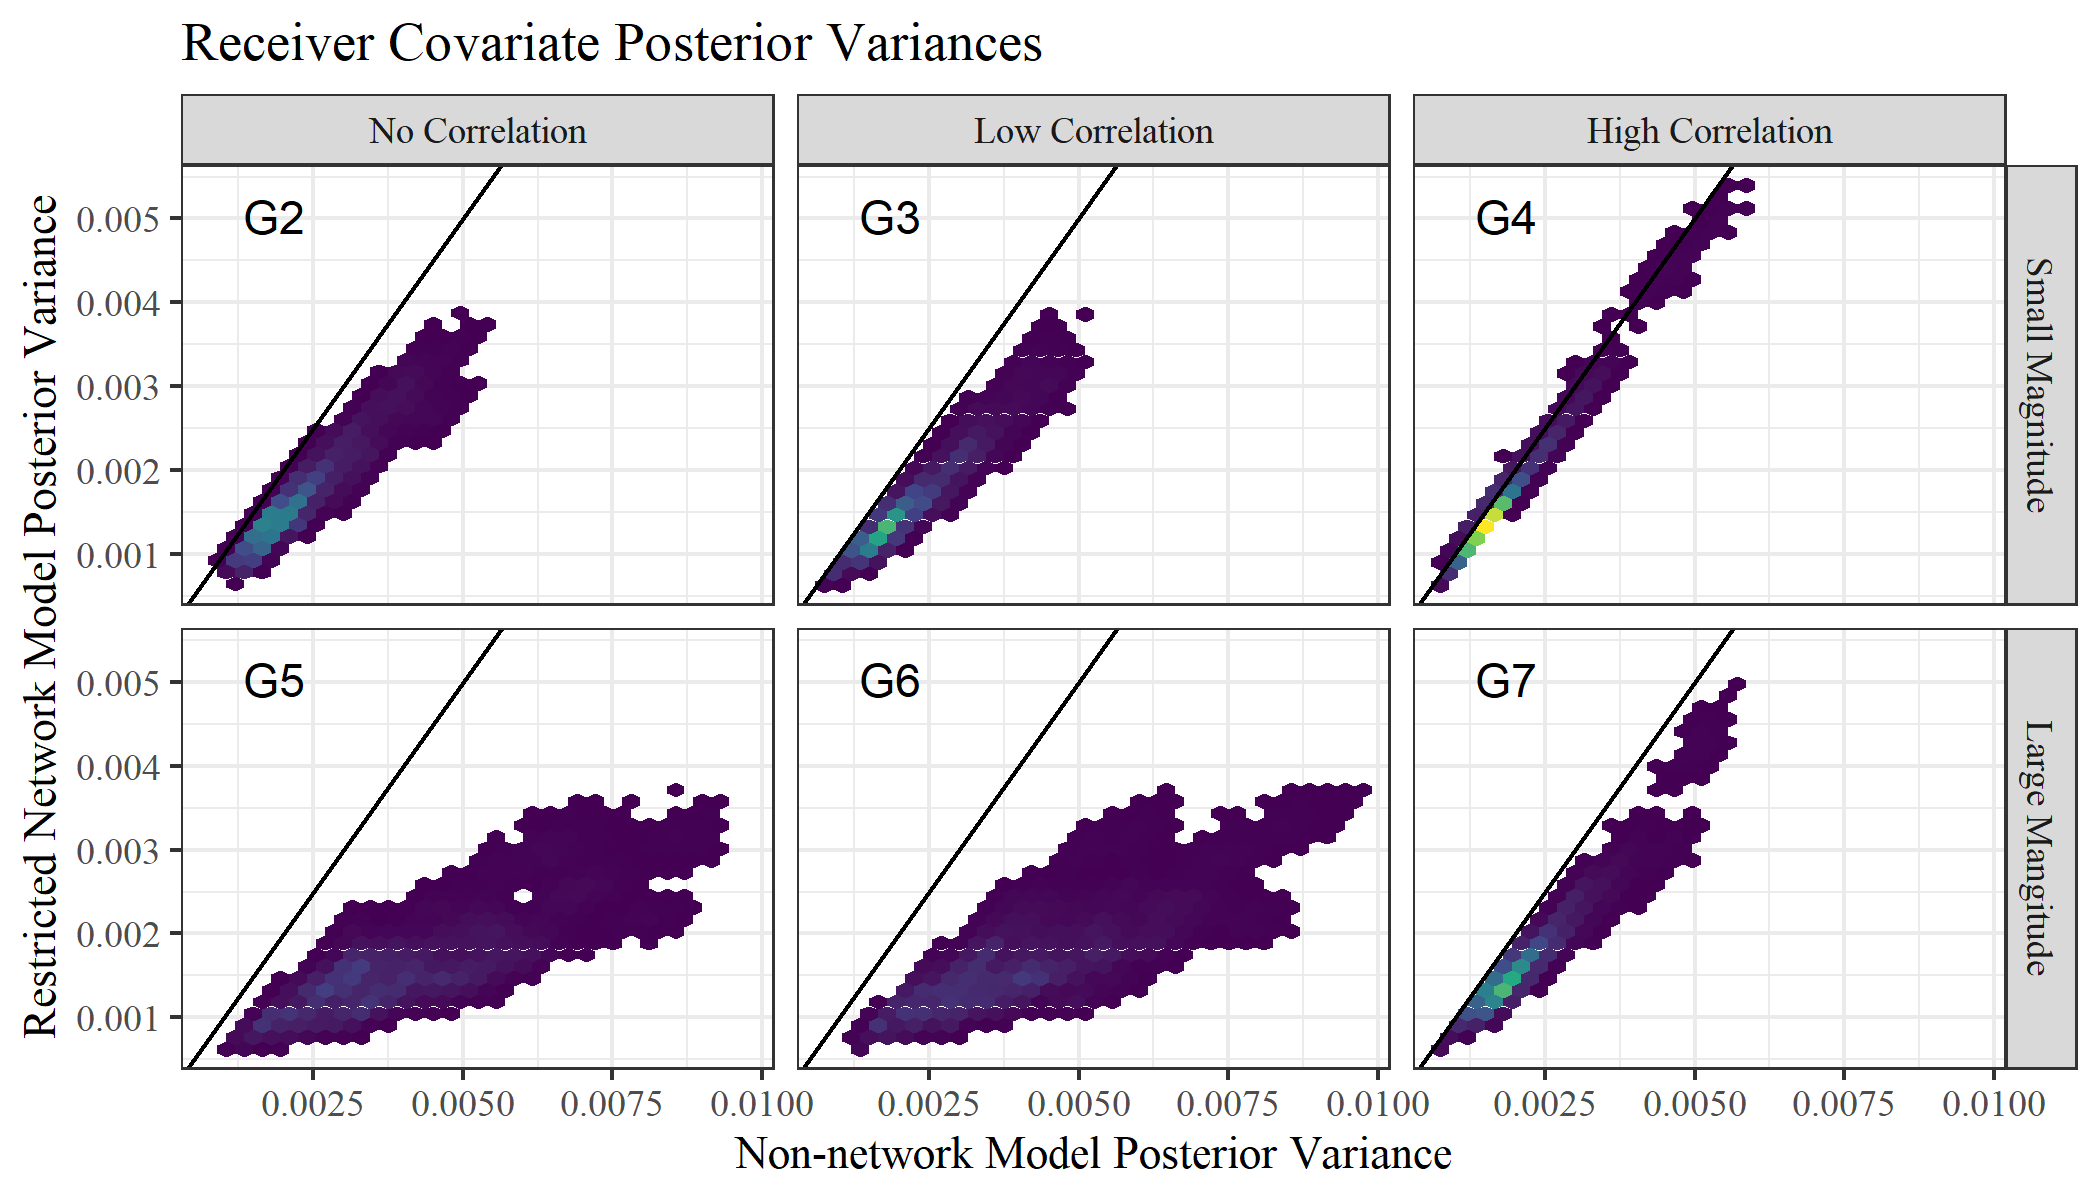 Receiver Covariate Posterior Variances
No Correlation
Low Correlation
High Correlation
Restricted Network Model Posterior Variance
0.005
0.004
0.003
0.002
0.001
G2
G3
G4
Small Magnitude
0.005
0.004
0.003
0.002
0.001
G5
G6
G7
Large Mangitude
0.0025 0.0050 0.0075 0.0100
0.0025 0.0050 0.0075 0.0100
0.0025 0.0050 0.0075 0.0100
Non-network Model Posterior Variance